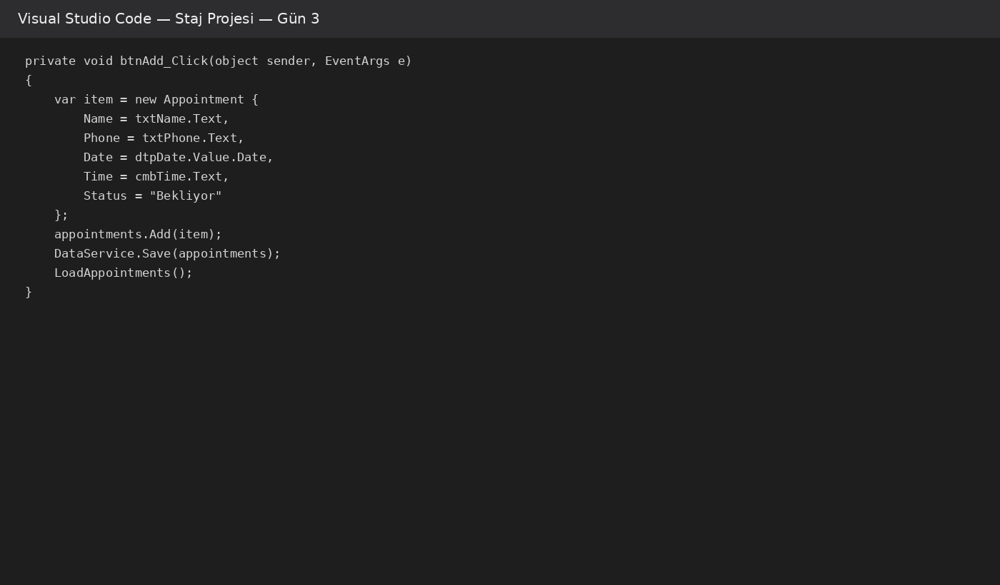 Visual Studio Code — Staj Projesi — Gün 3
private void btnAdd_Click(object sender, EventArgs e)
{
    var item = new Appointment {
        Name = txtName.Text,
        Phone = txtPhone.Text,
        Date = dtpDate.Value.Date,
        Time = cmbTime.Text,
        Status = "Bekliyor"
    };
    appointments.Add(item);
    DataService.Save(appointments);
    LoadAppointments();
}